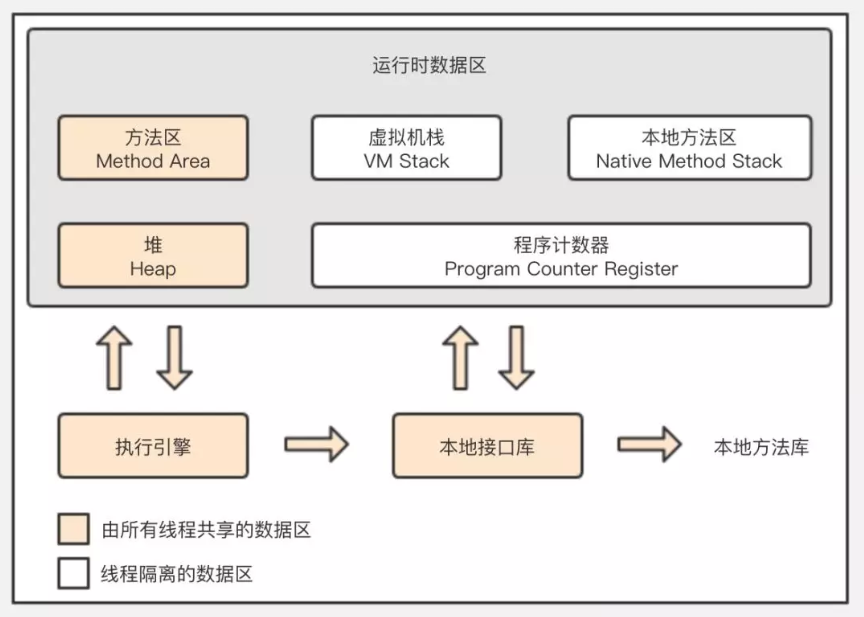 运行时数据区
方法区
Method Area
虚拟机栈
VM Stack
本地方法区
Native Method Stack
堆
Heap
程序计数器
Program Counter Register
执行引擎
本地接口库
本地方法库
由所有线程共享的数据区
线程隔离的数据区